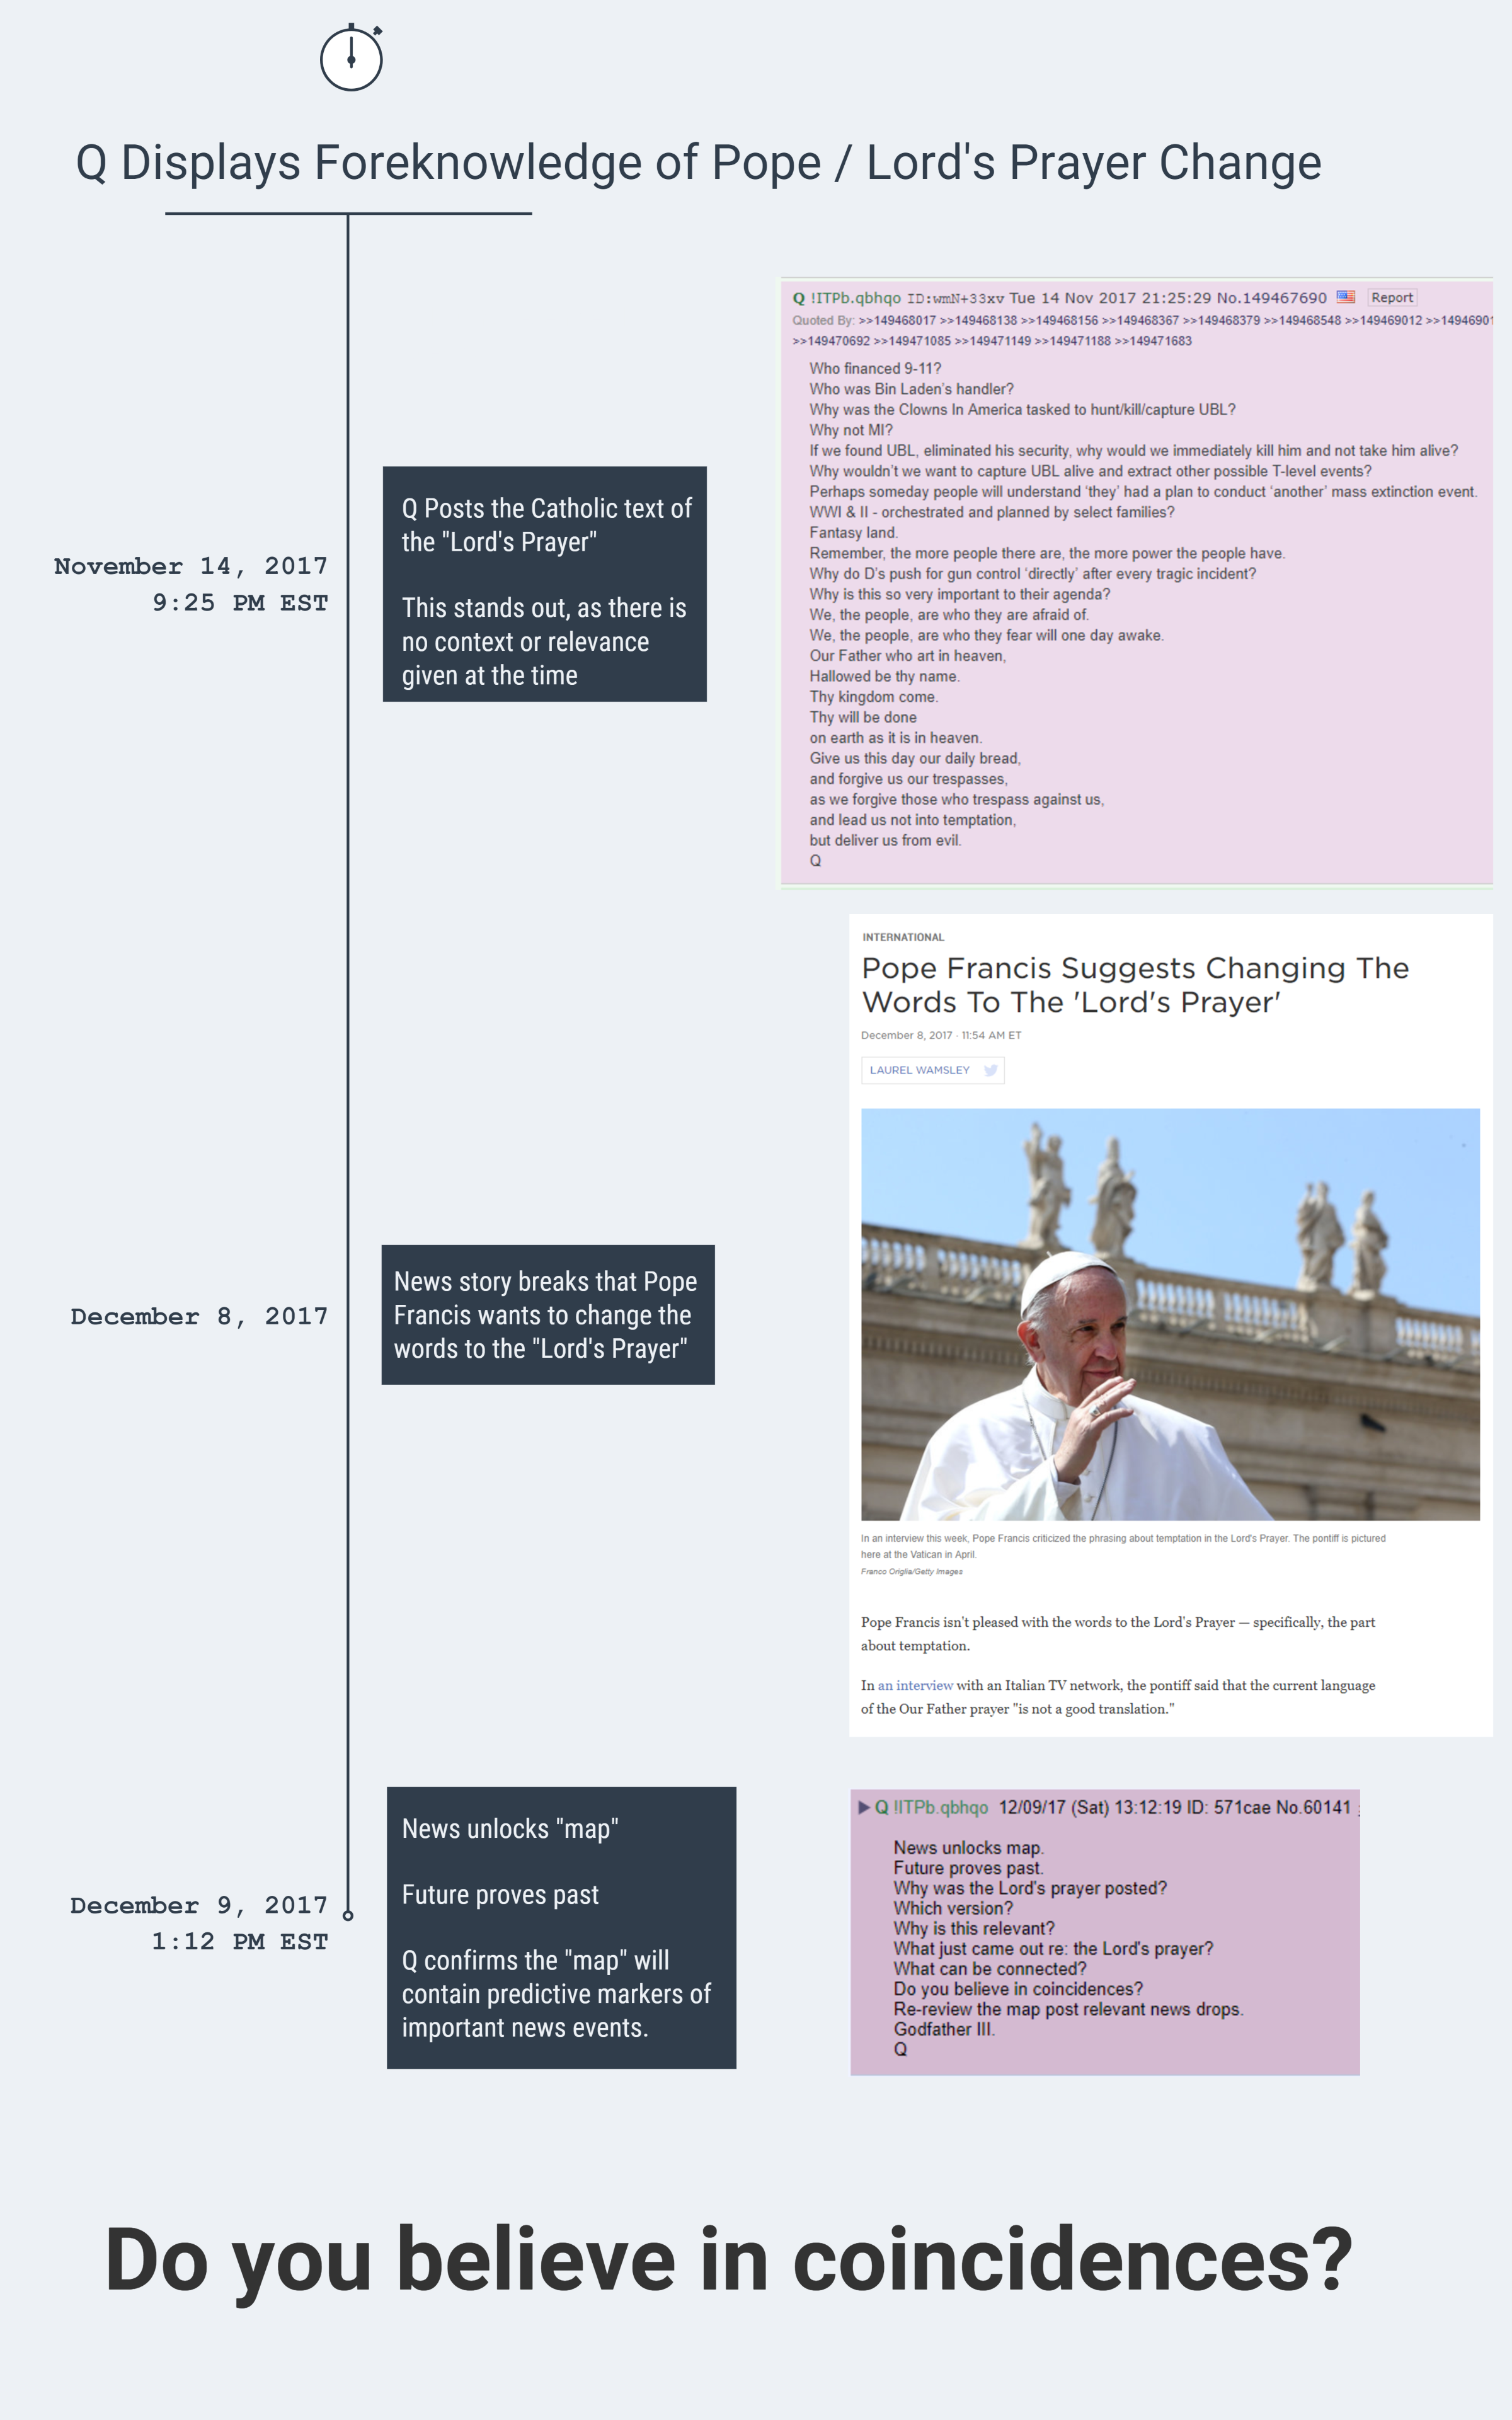 Q Displays Foreknowledge of Pope / Lord's Prayer Change
November 14, 2017
9:25 PM EST
Q Posts the Catholic text of
the "Lord's Prayer"
This stands out, as there is
no context or relevance
given at the time
Q !ITPb.qbhqo ID:wmN+33xv Tue 14 Nov 2017 21:25:29 No.149467690 Report
Quoted By: >>149468017 >>149468138 >>149468156 >>149468367 >>149468379 >>149468548 >>149469012 >>1494690
>>149470692 >>149471085 >>149471149 >>149471188 >>149471683
Who financed 9-11?
Who was Bin Laden's handler?
Why was the Clowns In America tasked to hunt/kill/capture UBL?
Why not MI?
If we found UBL, eliminated his security, why would we immediately kill him and not take him alive?
Why wouldn't we want to capture UBL alive and extract other possible T-level events?
Perhaps someday people will understand 'they' had a plan to conduct 'another' mass extinction event.
WWI & II - orchestrated and planned by select families?
Fantasy land.
Remember, the more people there are, the more power the people have.
Why do D's push for gun control 'directly' after every tragic incident?
Why is this so very important to their agenda?
We, the people, are who they are afraid of.
We, the people, are who they fear will one day awake.
Our Father who art in heaven,
Hallowed be thy name.
Thy kingdom come.
Thy will be done
on earth as it is in heaven.
Give us this day our daily bread,
and forgive us our trespasses,
as we forgive those who trespass against us,
and lead us not into temptation,
but deliver us from evil.
Q
December 8, 2017
News story breaks that Pope
Francis wants to change the
words to the "Lord's Prayer"
INTERNATIONAL
Pope Francis Suggests Changing The
Words To The 'Lord's Prayer'
December 8, 2017 · 11:54 AM ET
LAUREL WAMSLEY
In an interview this week, Pope Francis criticized the phrasing about temptation in the Lord's Prayer. The pontiff is pictured
here at the Vatican in April.
Franco Origlia/Getty Images
Pope Francis isn't pleased with the words to the Lord's Prayer — specifically, the part
about temptation.
In an interview with an Italian TV network, the pontiff said that the current language
of the Our Father prayer "is not a good translation."
December 9, 2017
1:12 PM EST
News unlocks "map"
Future proves past
Q confirms the "map" will
contain predictive markers of
important news events.
Q !ITPb.qbhqo 12/09/17 (Sat) 13:12:19 ID: 571cae No.60141
News unlocks map.
Future proves past.
Why was the Lord's prayer posted?
Which version?
Why is this relevant?
What just came out re: the Lord's prayer?
What can be connected?
Do you believe in coincidences?
Re-review the map post relevant news drops.
Godfather III.
Q
Do you believe in coincidences?